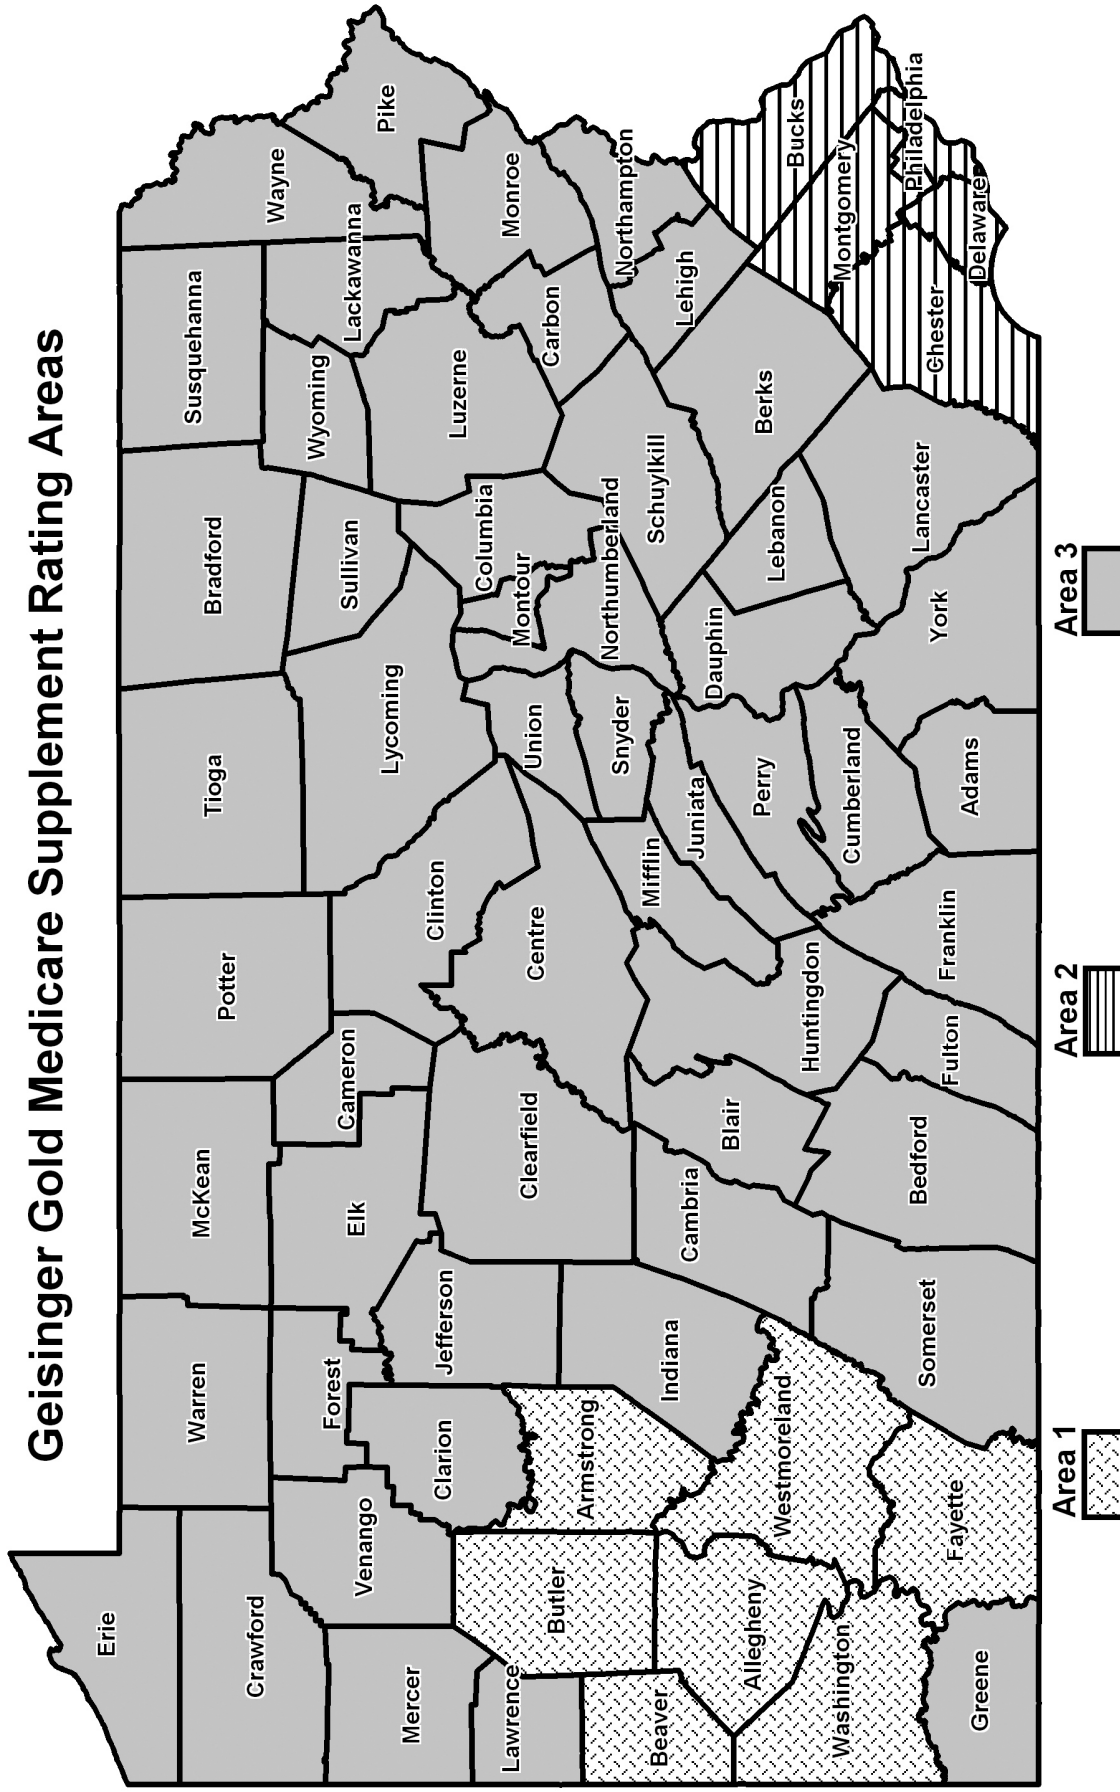 Geisinger Gold Medicare Supplement Rating Areas
Erie
Crawford
Warren
McKean
Potter
Tioga
Bradford
Susquehanna
Wayne
Mercer
Venango
Forest
Elk
Cameron
Clinton
Lycoming
Sullivan
Wyoming
Lackawanna
Pike
Lawrence
Butler
Clarion
Jefferson
Clearfield
Centre
Union
Montour
Columbia
Luzerne
Carbon
Monroe
Beaver
Allegheny
Armstrong
Indiana
Cambria
Blair
Huntingdon
Mifflin
Juniata
Snyder
Northumberland
Schuylkill
Lehigh
Northampton
Washington
Westmoreland
Perry
Dauphin
Lebanon
Berks
Montgomery
Bucks
Greene
Fayette
Somerset
Bedford
Fulton
Franklin
Cumberland
Adams
York
Lancaster
Chester
Delaware
Philadelphia
Area 1
Area 2
Area 3